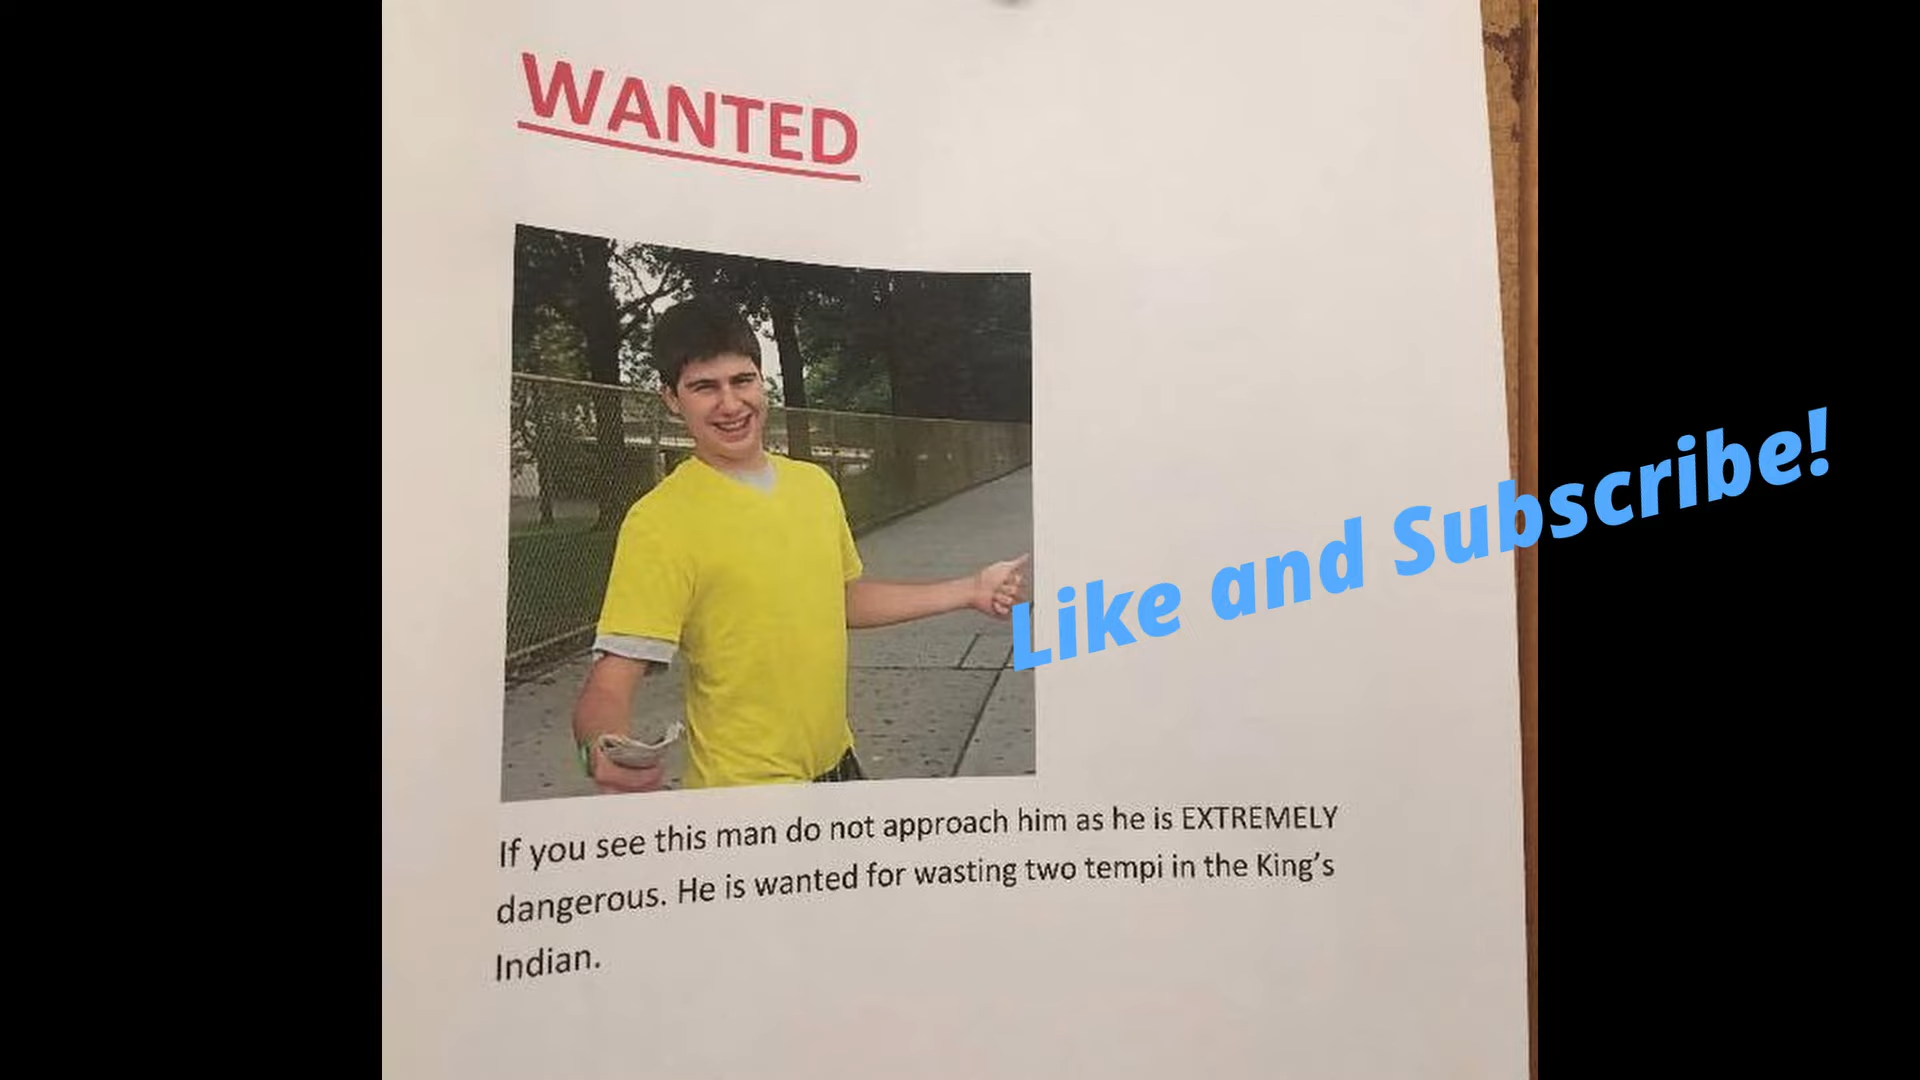 WANTED
Like and Subscribe!
If you see this man do not approach him as he is EXTREMELY
dangerous. He is wanted for wasting two tempi in the King's
Indian.